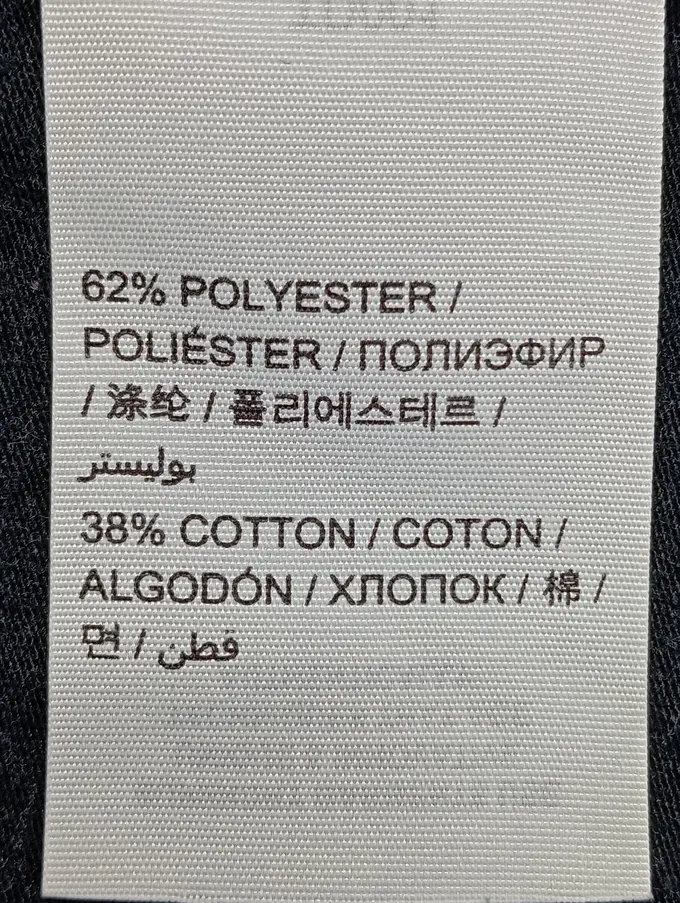 62% POLYESTER /
POLIÉSTER / ПОЛИЭФИР
/ 涤纶 / 폴리에스테르 /
بوليستر
38% COTTON / COTON /
ALGODÓN / ХЛОПОК / 棉 /
면 / قطن